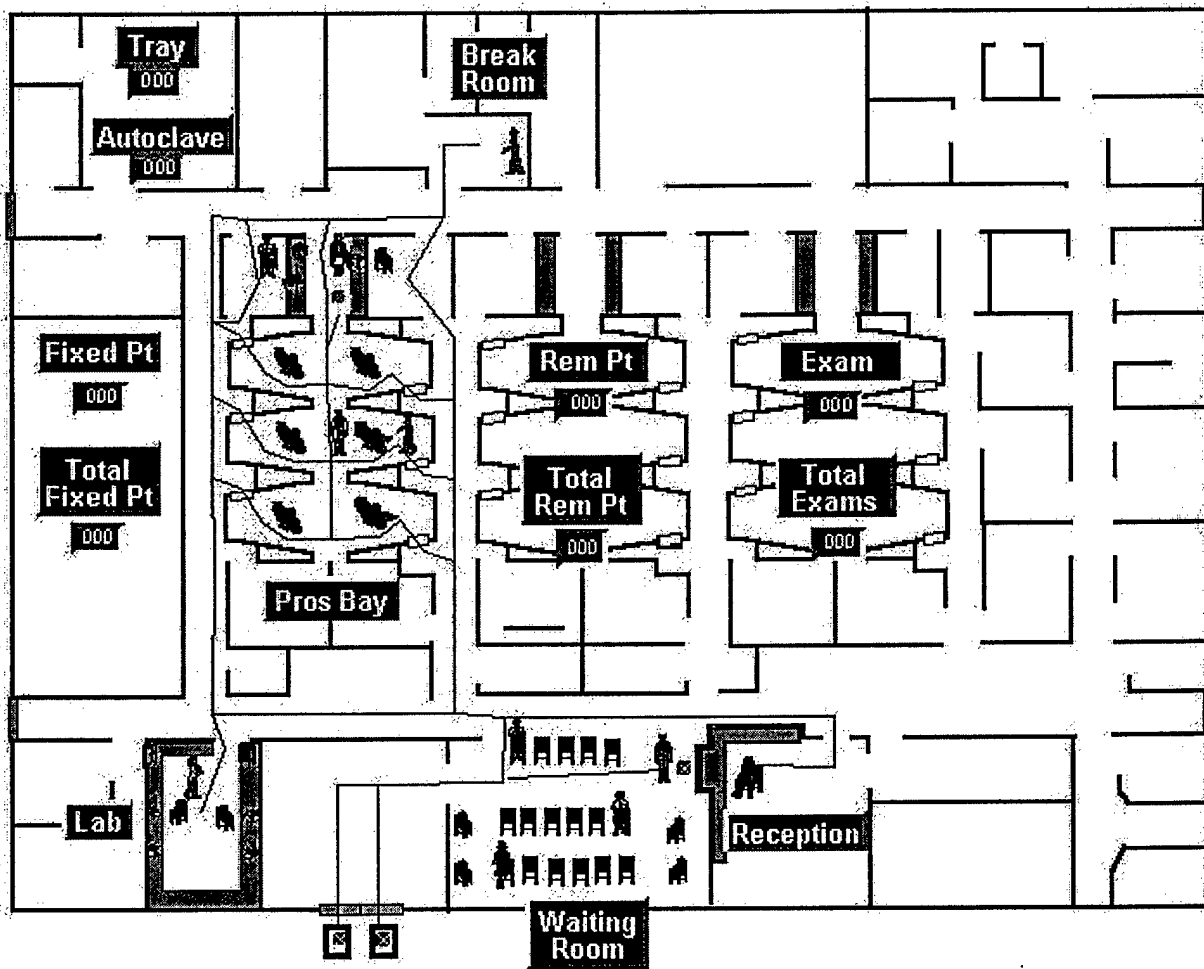 Tray
000
Autoclave
000
Break
Room
Fixed Pt
000
Total
Fixed Pt
000
Rem Pt
000
Total
Rem Pt
000
Exam
000
Total
Exams
000
Pros Bay
Lab
Reception
Waiting
Room